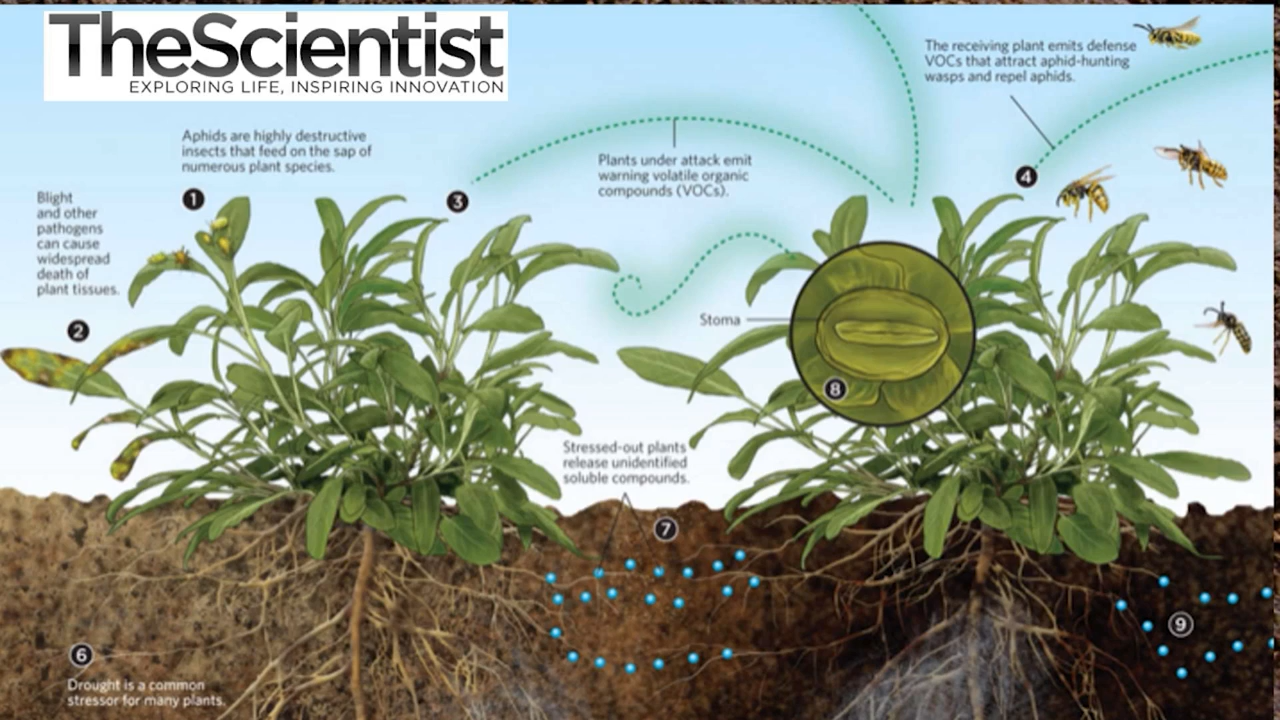 TheScientist
EXPLORING LIFE, INSPIRING INNOVATION
Aphids are highly destructive
insects that feed on the sap of
numerous plant species.
1
Blight
and other
pathogens
can cause
widespread
death of
plant tissues.
2
3
Plants under attack emit
warning volatile organic
compounds (VOCs).
The receiving plant emits defense
VOCs that attract aphid-hunting
wasps and repel aphids.
4
Stoma
8
Stressed-out plants
release unidentified
soluble compounds.
7
9
6
Drought is a common
stressor for many plants.